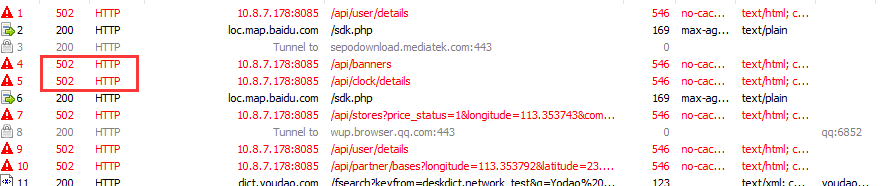 1 502 HTTP 10.8.7.178:8085 /api/user/details 546 no-cac... text/html; c...
2 200 HTTP loc.map.baidu.com /sdk.php 169 max-ag... text/plain
3 200 HTTP Tunnel to sepodownload.mediatek.com:443 0
4 502 HTTP 10.8.7.178:8085 /api/banners 546 no-cac... text/html; c...
5 502 HTTP 10.8.7.178:8085 /api/clock/details 546 no-cac... text/html; c...
6 200 HTTP loc.map.baidu.com /sdk.php 169 max-ag... text/plain
7 502 HTTP 10.8.7.178:8085 /api/stores?price_status=1&longitude=113.353743&com... 546 no-cac... text/html; c...
8 200 HTTP Tunnel to wup.browser.qq.com:443 0 qq:6852
9 502 HTTP 10.8.7.178:8085 /api/user/details 546 no-cac... text/html; c...
10 502 HTTP 10.8.7.178:8085 /api/partner/bases?longitude=113.353792&latitude=23.... 546 no-cac... text/html; c...
11 200 HTTP dict.youdao.com /fsearch?keyfrom=deskdict.network_test&q=Yodao%20... 123 text/xml; c... youdao...